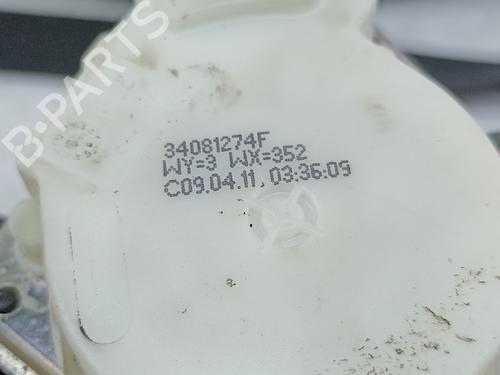 B-PARTS
34081274F
WY=3 WX=352
C09.04.11. 03:36:09